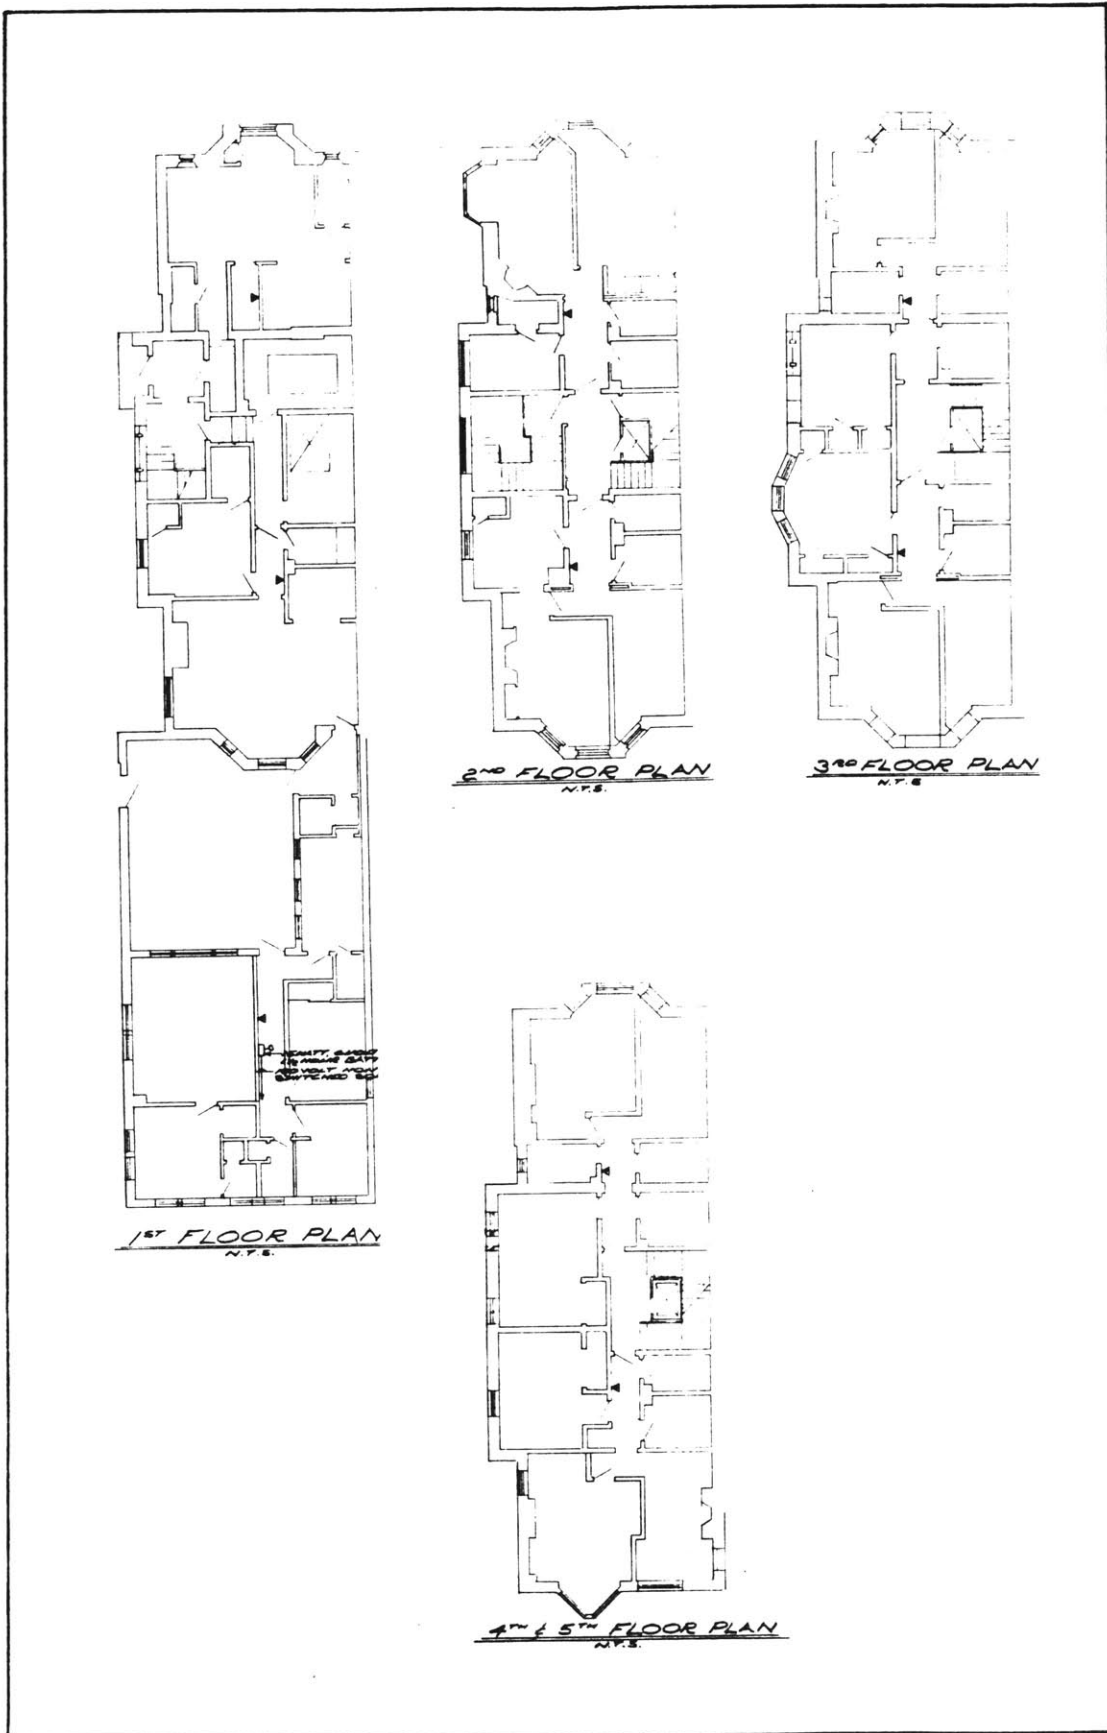 2ND FLOOR PLAN
N.T.S.
3RD FLOOR PLAN
N.T.S
1ST FLOOR PLAN
N.T.S.
4TH & 5TH FLOOR PLAN
N.T.S.